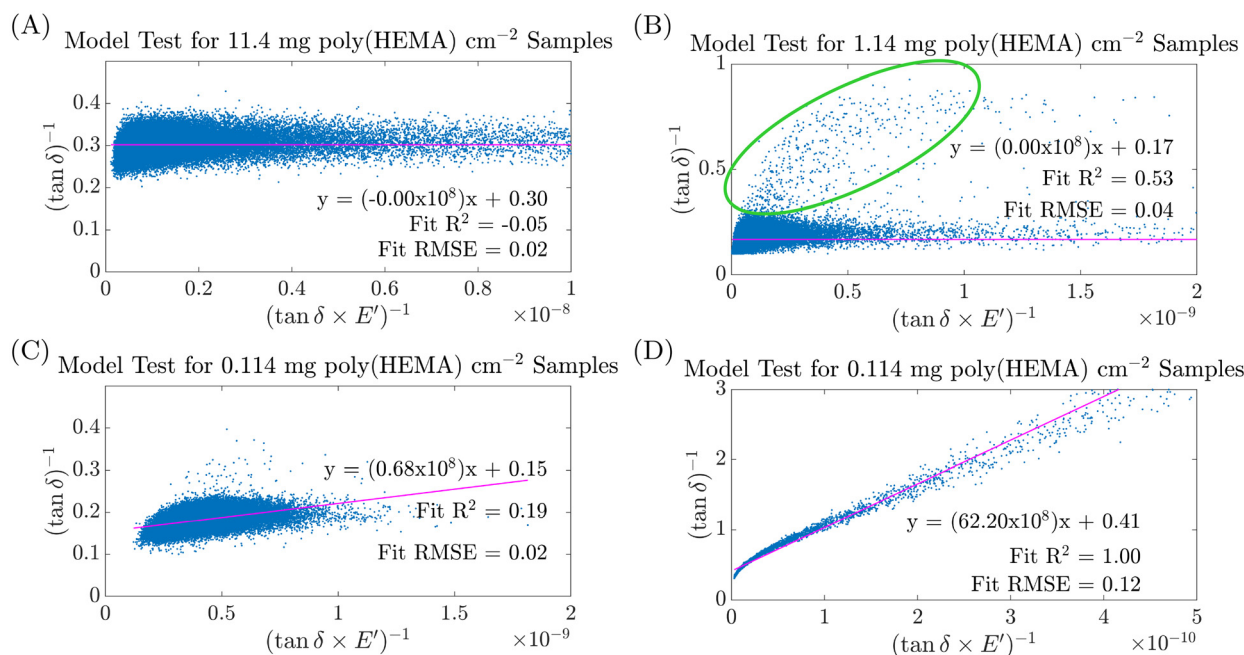 (A)
Model Test for 11.4 mg poly(HEMA) cm⁻² Samples
(tan δ)⁻¹
0.4
0.3
0.2
0.1
0
y = (-0.00x10⁸)x + 0.30
Fit R² = -0.05
Fit RMSE = 0.02
0 0.2 0.4 0.6 0.8 1
(tan δ × E′)⁻¹
×10⁻⁸
(B)
Model Test for 1.14 mg poly(HEMA) cm⁻² Samples
(tan δ)⁻¹
1
0.5
1
y = (0.00x10⁸)x + 0.17
Fit R² = 0.53
Fit RMSE = 0.04
0 0.5 1 1.5 2
(tan δ × E′)⁻¹
×10⁻⁹
(C)
Model Test for 0.114 mg poly(HEMA) cm⁻² Samples
(tan δ)⁻¹
0.4
0.3
0.2
0.1
0
y = (0.68x10⁸)x + 0.15
Fit R² = 0.19
Fit RMSE = 0.02
0 0.5 1 1.5 2
(tan δ × E′)⁻¹
×10⁻⁹
(D)
Model Test for 0.114 mg poly(HEMA) cm⁻² Samples
(tan δ)⁻¹
3
2
1
0
y = (62.20x10⁸)x + 0.41
Fit R² = 1.00
Fit RMSE = 0.12
0 1 2 3 4 5
(tan δ × E′)⁻¹
×10⁻¹⁰